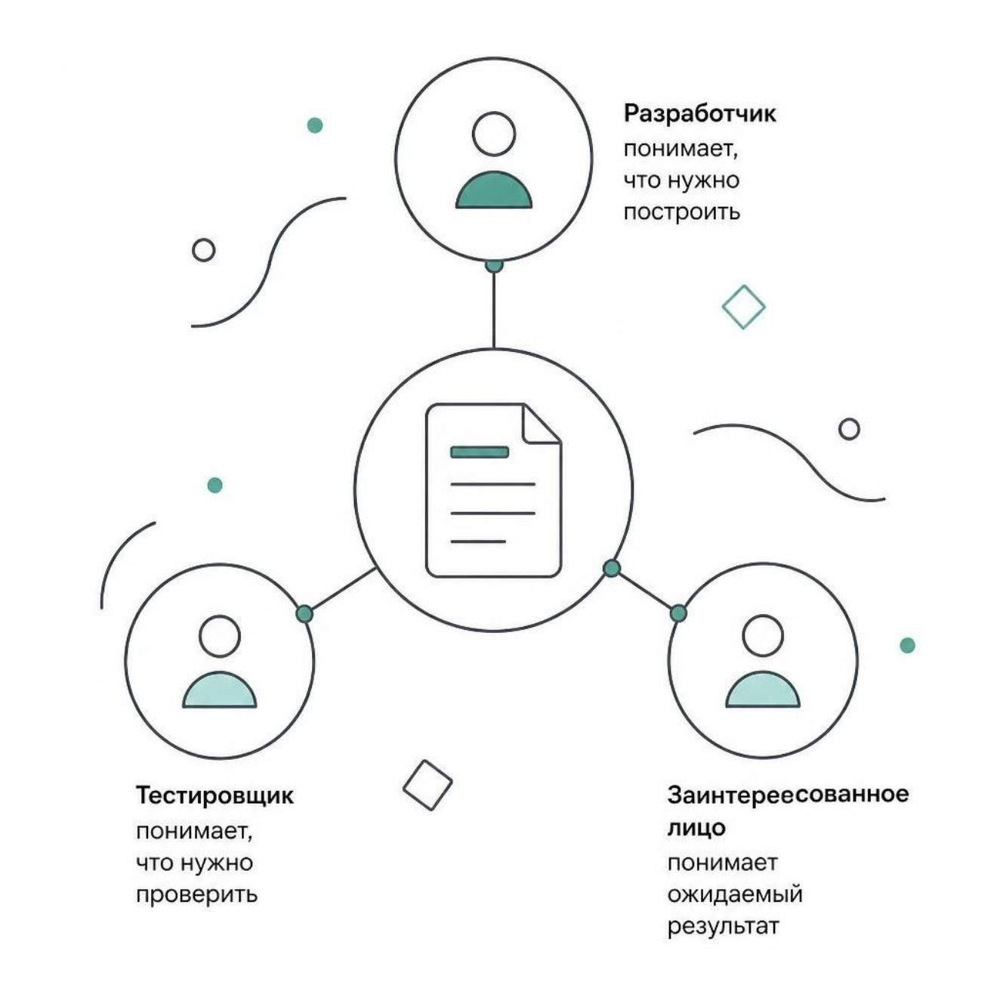 Разработчик
понимает,
что нужно
построить
Тестировщик
понимает,
что нужно
проверить
Заинтереесованное
лицо
понимает
ожидаемый
результат